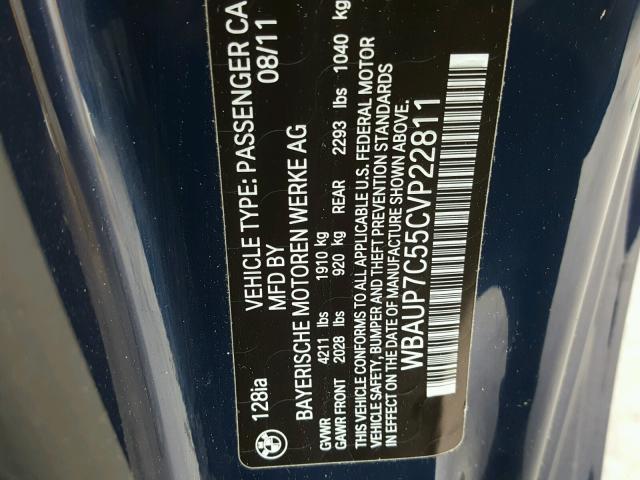 128ia
VEHICLE TYPE: PASSENGER CA
MFD BY 08/11
BAYERISCHE MOTOREN WERKE AG
GVWR 4211 lbs 1910 kg
GAWR FRONT 2028 lbs 920 kg REAR 2293 lbs 1040 kg
THIS VEHICLE CONFORMS TO ALL APPLICABLE U.S. FEDERAL MOTOR
VEHICLE SAFETY, BUMPER AND THEFT PREVENTION STANDARDS
IN EFFECT ON THE DATE OF MANUFACTURE SHOWN ABOVE.
WBAUP7C55CVP22811